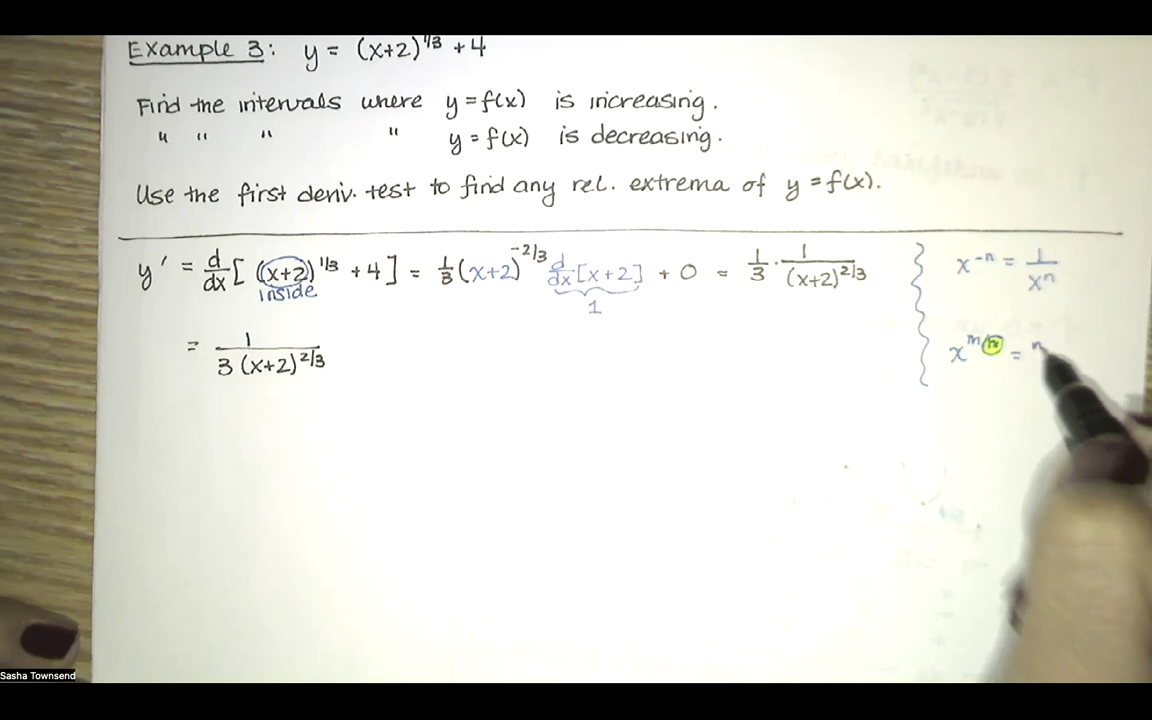 Example 3: y = (x+2)^1/3 + 4
Find the intervals where y = f(x) is increasing.
" " " " y = f(x) is decreasing.
Use the first deriv. test to find any rel. extrema of y = f(x).
y' = d/dx [(x+2)^1/3 + 4] = 1/3 (x+2)^-2/3 d/dx [x+2] + 0 = 1/3 · 1/(x+2)^2/3
inside
1
x^-n = 1/x^n
= 1/3(x+2)^2/3
x^m/n = n
Sasha Townsend